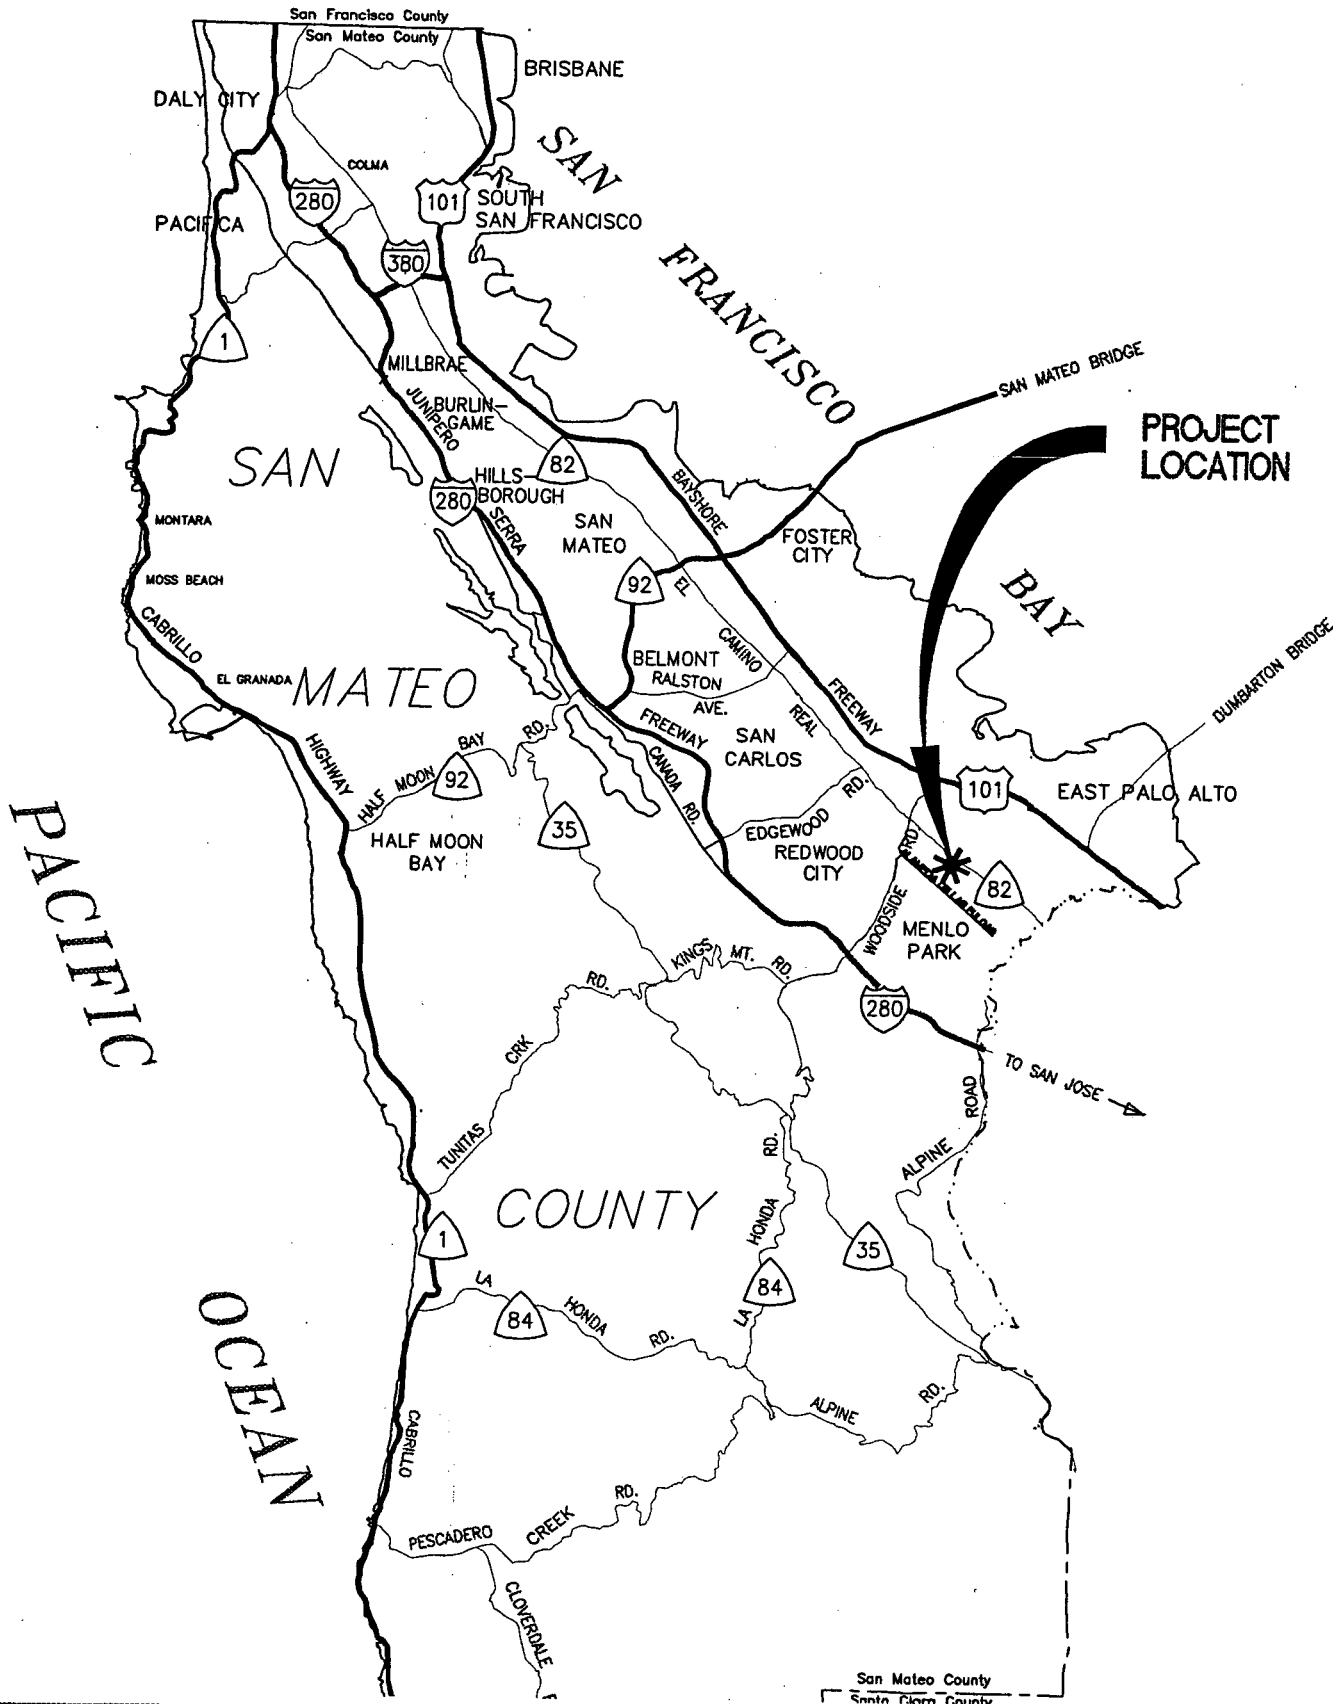 San Francisco County
San Mateo County
BRISBANE
DALY CITY
SAN
COLMA
280
101
SOUTH
SAN FRANCISCO
PACIFICA
380
FRANCISCO
1
MILLBRAE
SAN MATEO BRIDGE
JUNIPERO
BURLIN-
GAME
PROJECT
LOCATION
SAN
82
HILLS-
BOROUGH
280
BAYSHORE
SERRA
SAN
MATEO
MONTARA
FOSTER
CITY
MOSS BEACH
92
EL
BAY
CABRILLO
CAMINO
DUMBARTON BRIDGE
BELMONT
RALSTON
AVE.
EL GRANADA
MATEO
REAL
FREEWAY
FREEWAY
SAN
CARLOS
HIGHWAY
HALF MOON BAY RD.
92
CANADA RD.
101
EAST PALO ALTO
PACIFIC
HALF MOON
BAY
35
EDGEWOOD RD.
REDWOOD
CITY
WOODSIDE RD.
82
MENLO
PARK
KINGS MT. RD.
280
TUNITAS CRK RD.
TO SAN JOSE
ALPINE ROAD
COUNTY
1
LA HONDA RD.
35
84
LA HONDA RD.
84
OCEAN
ALPINE RD.
CABRILLO
PESCADERO CREEK RD.
CLOVERDALE
San Mateo County
Santa Clara County